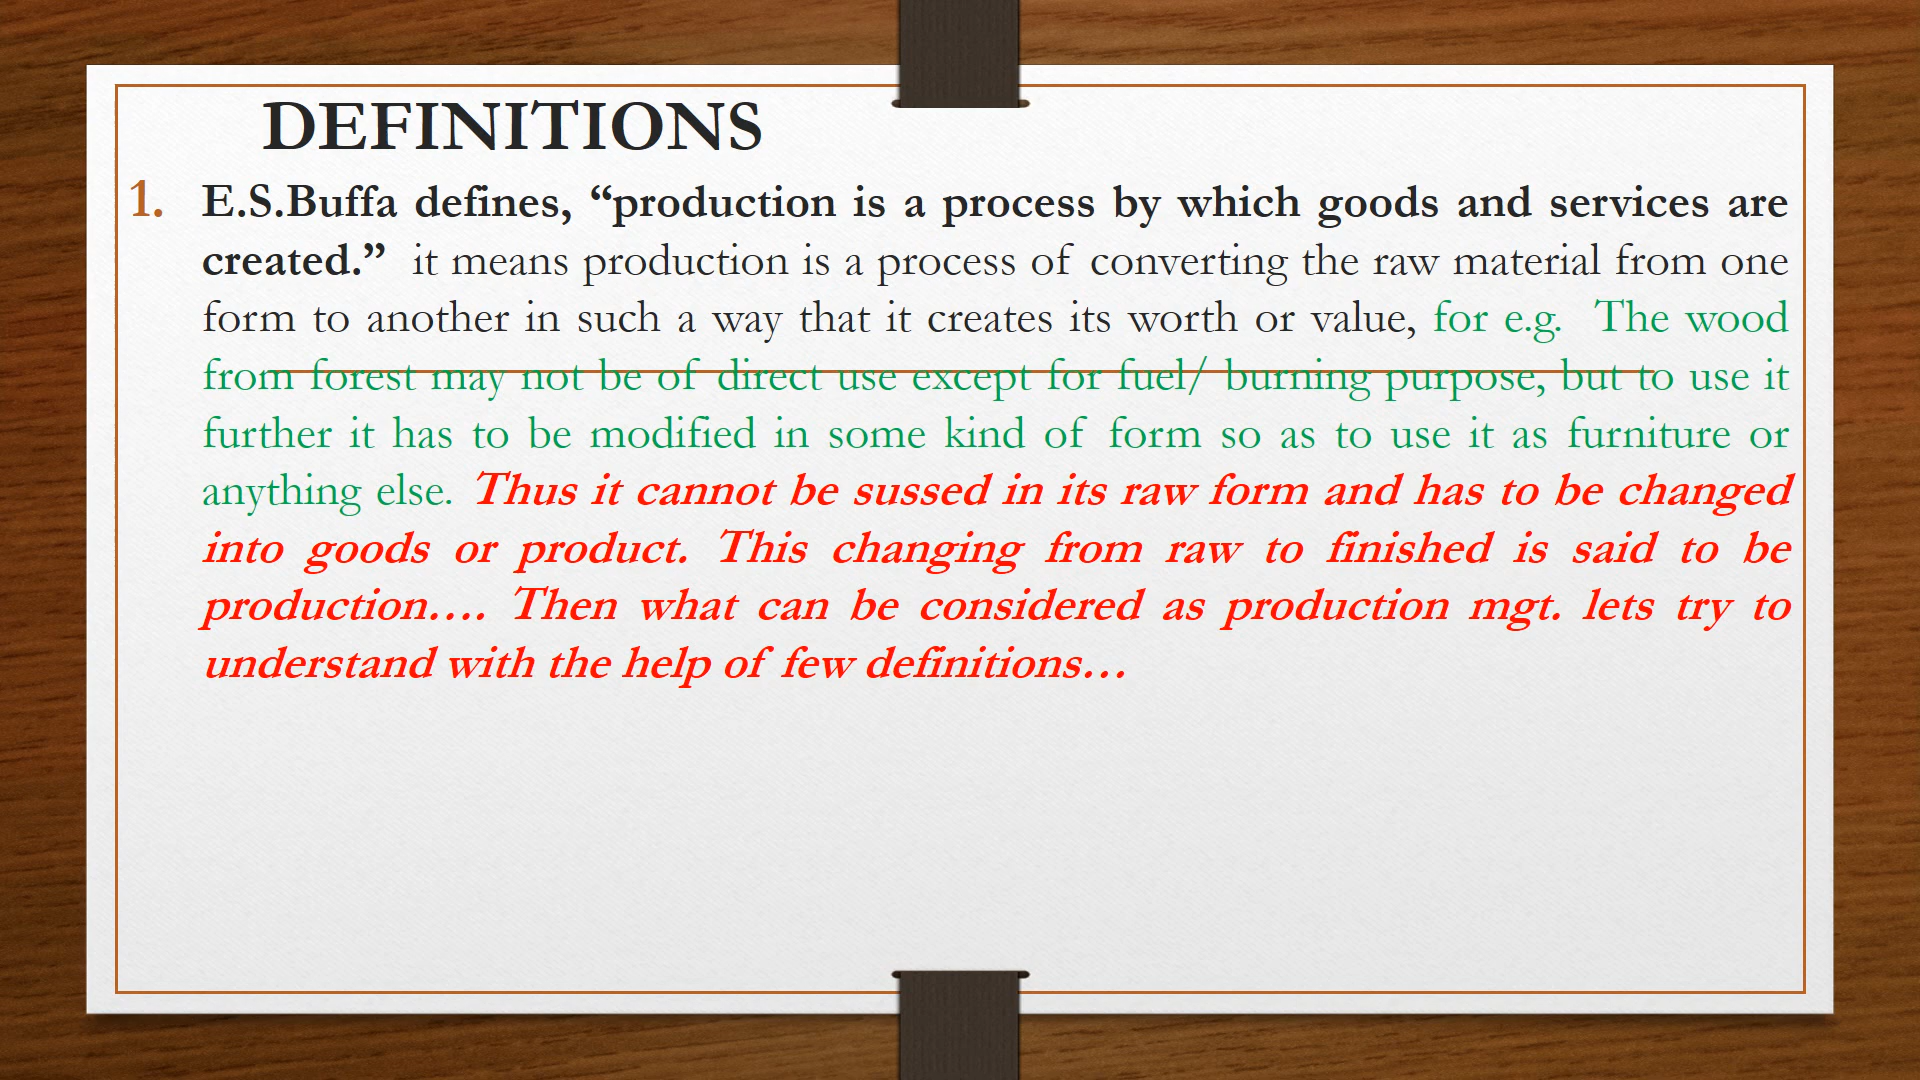 DEFINITIONS
1. E.S.Buffa defines, “production is a process by which goods and services are
created.” it means production is a process of converting the raw material from one
form to another in such a way that it creates its worth or value, for e.g. The wood
from forest may not be of direct use except for fuel/ burning purpose, but to use it
further it has to be modified in some kind of form so as to use it as furniture or
anything else. Thus it cannot be sussed in its raw form and has to be changed
into goods or product. This changing from raw to finished is said to be
production…. Then what can be considered as production mgt. lets try to
understand with the help of few definitions…